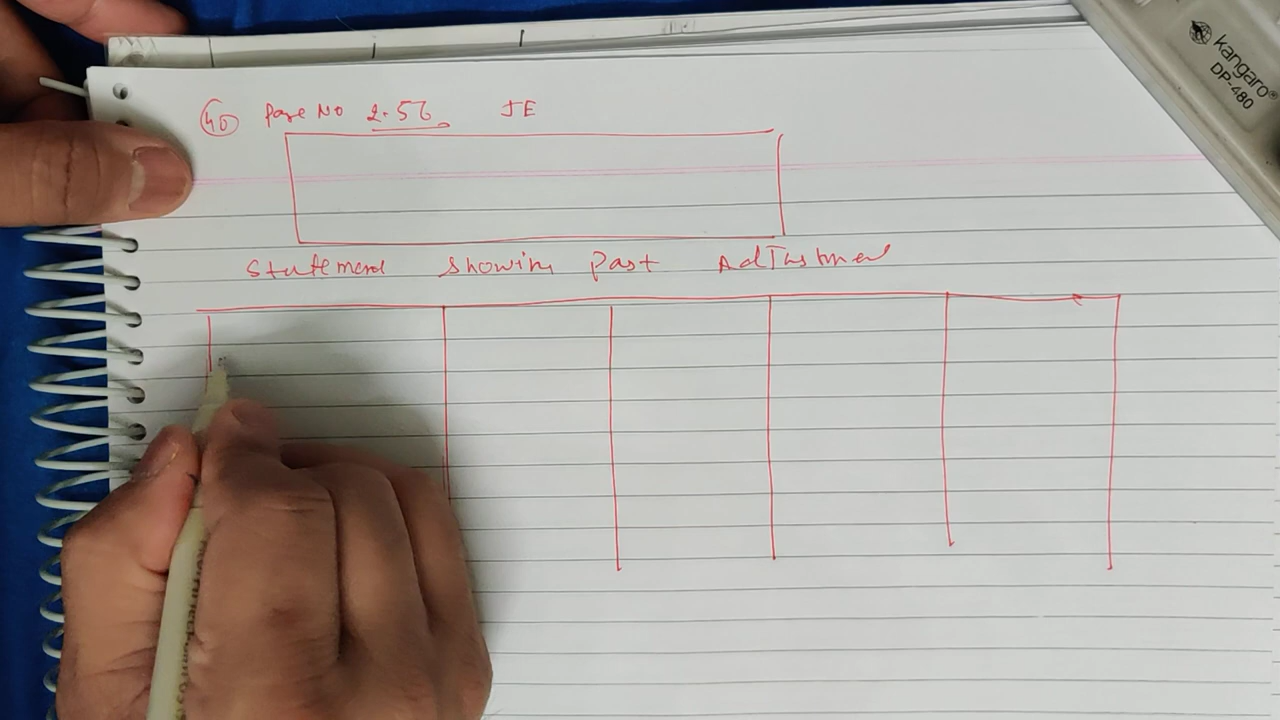 40 Page No 2.56 JE
Statement Showing Past Adjustment
kangaro®
DP-480